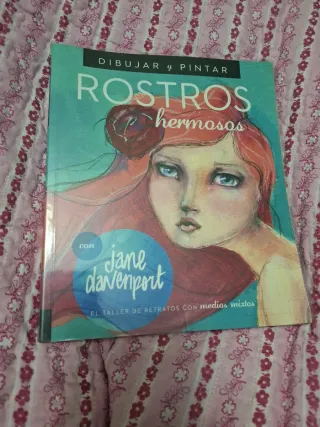 DIBUJAR y PINTAR
ROSTROS
hermosos
con
jane
davenport
EL TALLER DE RETRATOS CON medios mixtos